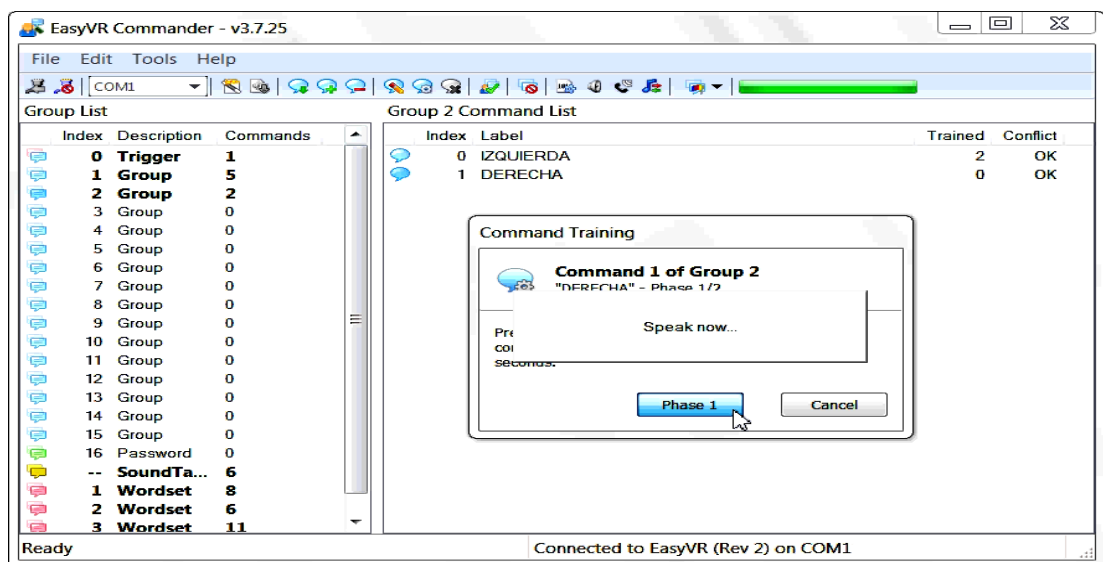 EasyVR Commander - v3.7.25
File Edit Tools Help
COM1
Group List
Index Description Commands
0 Trigger 1
1 Group 5
2 Group 2
3 Group 0
4 Group 0
5 Group 0
6 Group 0
7 Group 0
8 Group 0
9 Group 0
10 Group 0
11 Group 0
12 Group 0
13 Group 0
14 Group 0
15 Group 0
16 Password 0
-- SoundTa... 6
1 Wordset 8
2 Wordset 6
3 Wordset 11
Group 2 Command List
Index Label Trained Conflict
0 IZQUIERDA 2 OK
1 DERECHA 0 OK
Command Training
Command 1 of Group 2
"DERECHA" - Phase 1/2
Speak now...
seconds.
Phase 1 Cancel
Ready Connected to EasyVR (Rev 2) on COM1